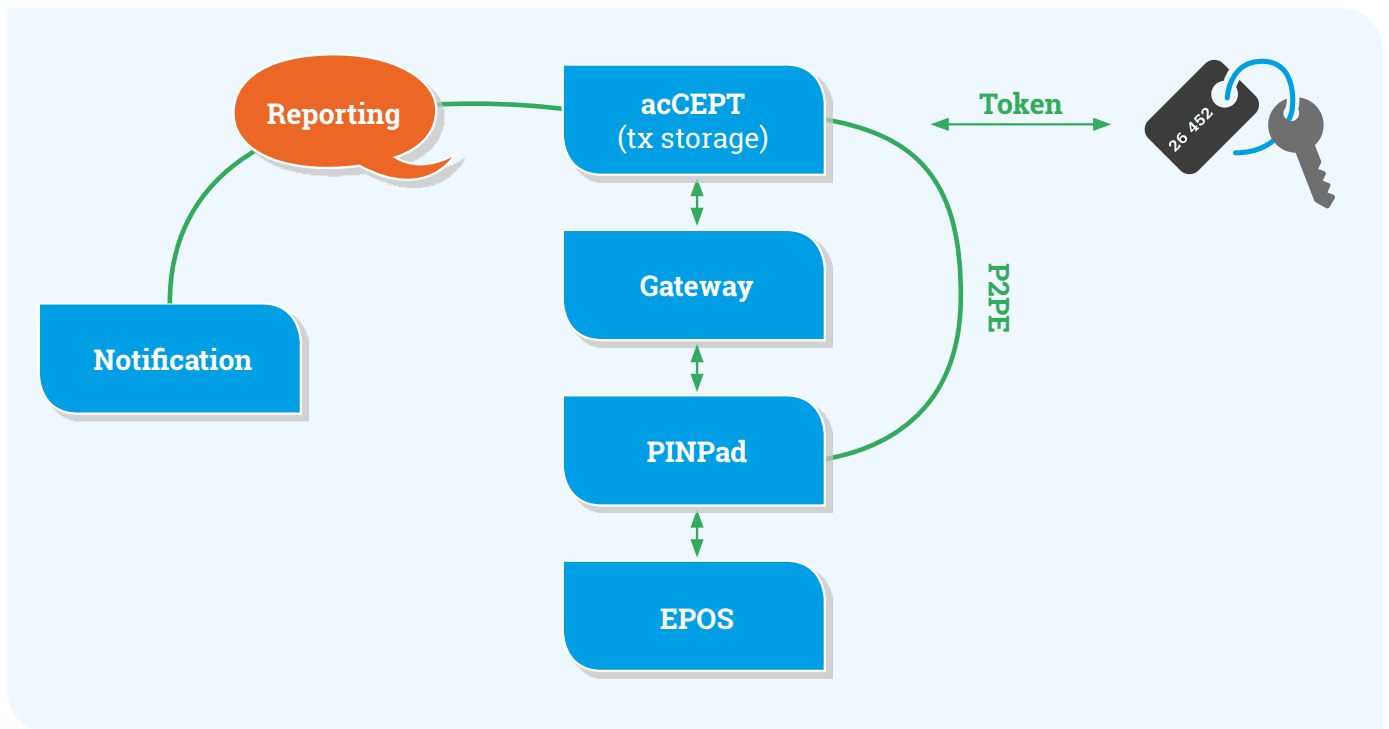 Reporting
acCEPT
(tx storage)
Token
26 452
Gateway
P2PE
Notification
PINPad
EPOS